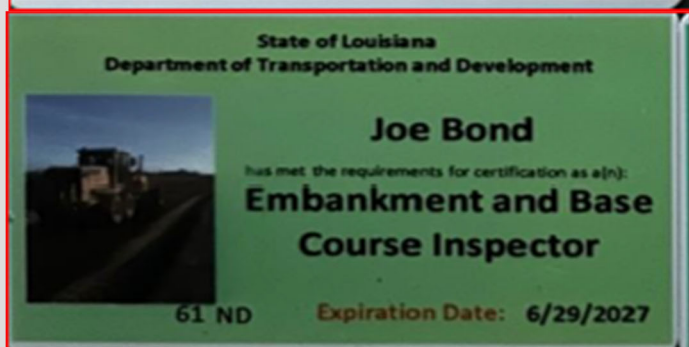 State of Louisiana
Department of Transportation and Development
Joe Bond
has met the requirements for certification as a(n):
Embankment and Base
Course Inspector
61 ND Expiration Date: 6/29/2027